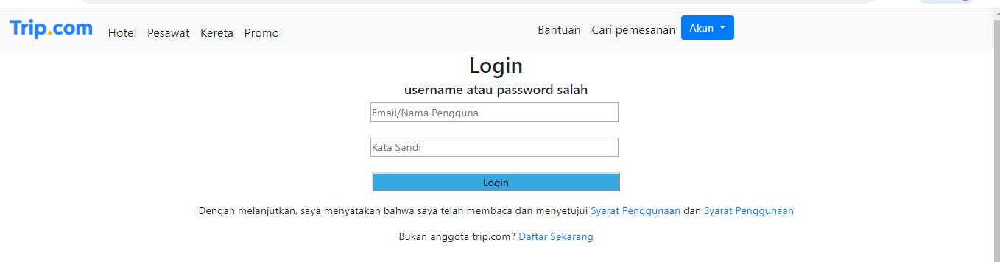 Trip.com Hotel Pesawat Kereta Promo Bantuan Cari pemesanan Akun
Login
username atau password salah
Email/Nama Pengguna
Kata Sandi
Login
Dengan melanjutkan, saya menyatakan bahwa saya telah membaca dan menyetujui Syarat Penggunaan dan Syarat Penggunaan
Bukan anggota trip.com? Daftar Sekarang